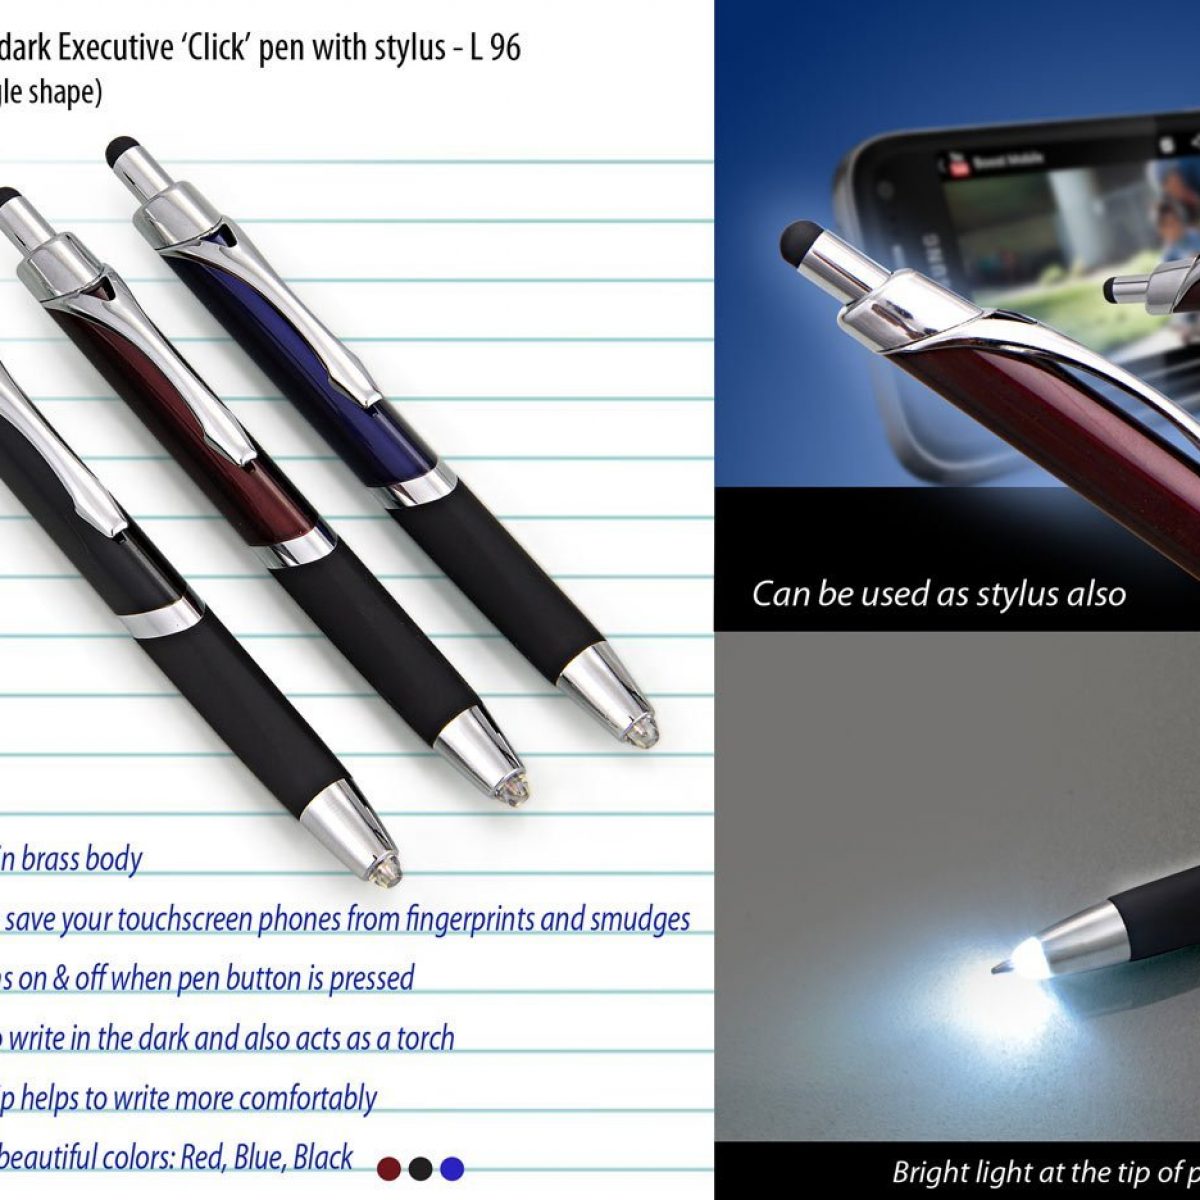 dark Executive ‘Click’ pen with stylus - L 96
gle shape)
n brass body
save your touchscreen phones from fingerprints and smudges
s on & off when pen button is pressed
o write in the dark and also acts as a torch
ip helps to write more comfortably
beautiful colors: Red, Blue, Black
Can be used as stylus also
Bright light at the tip of p